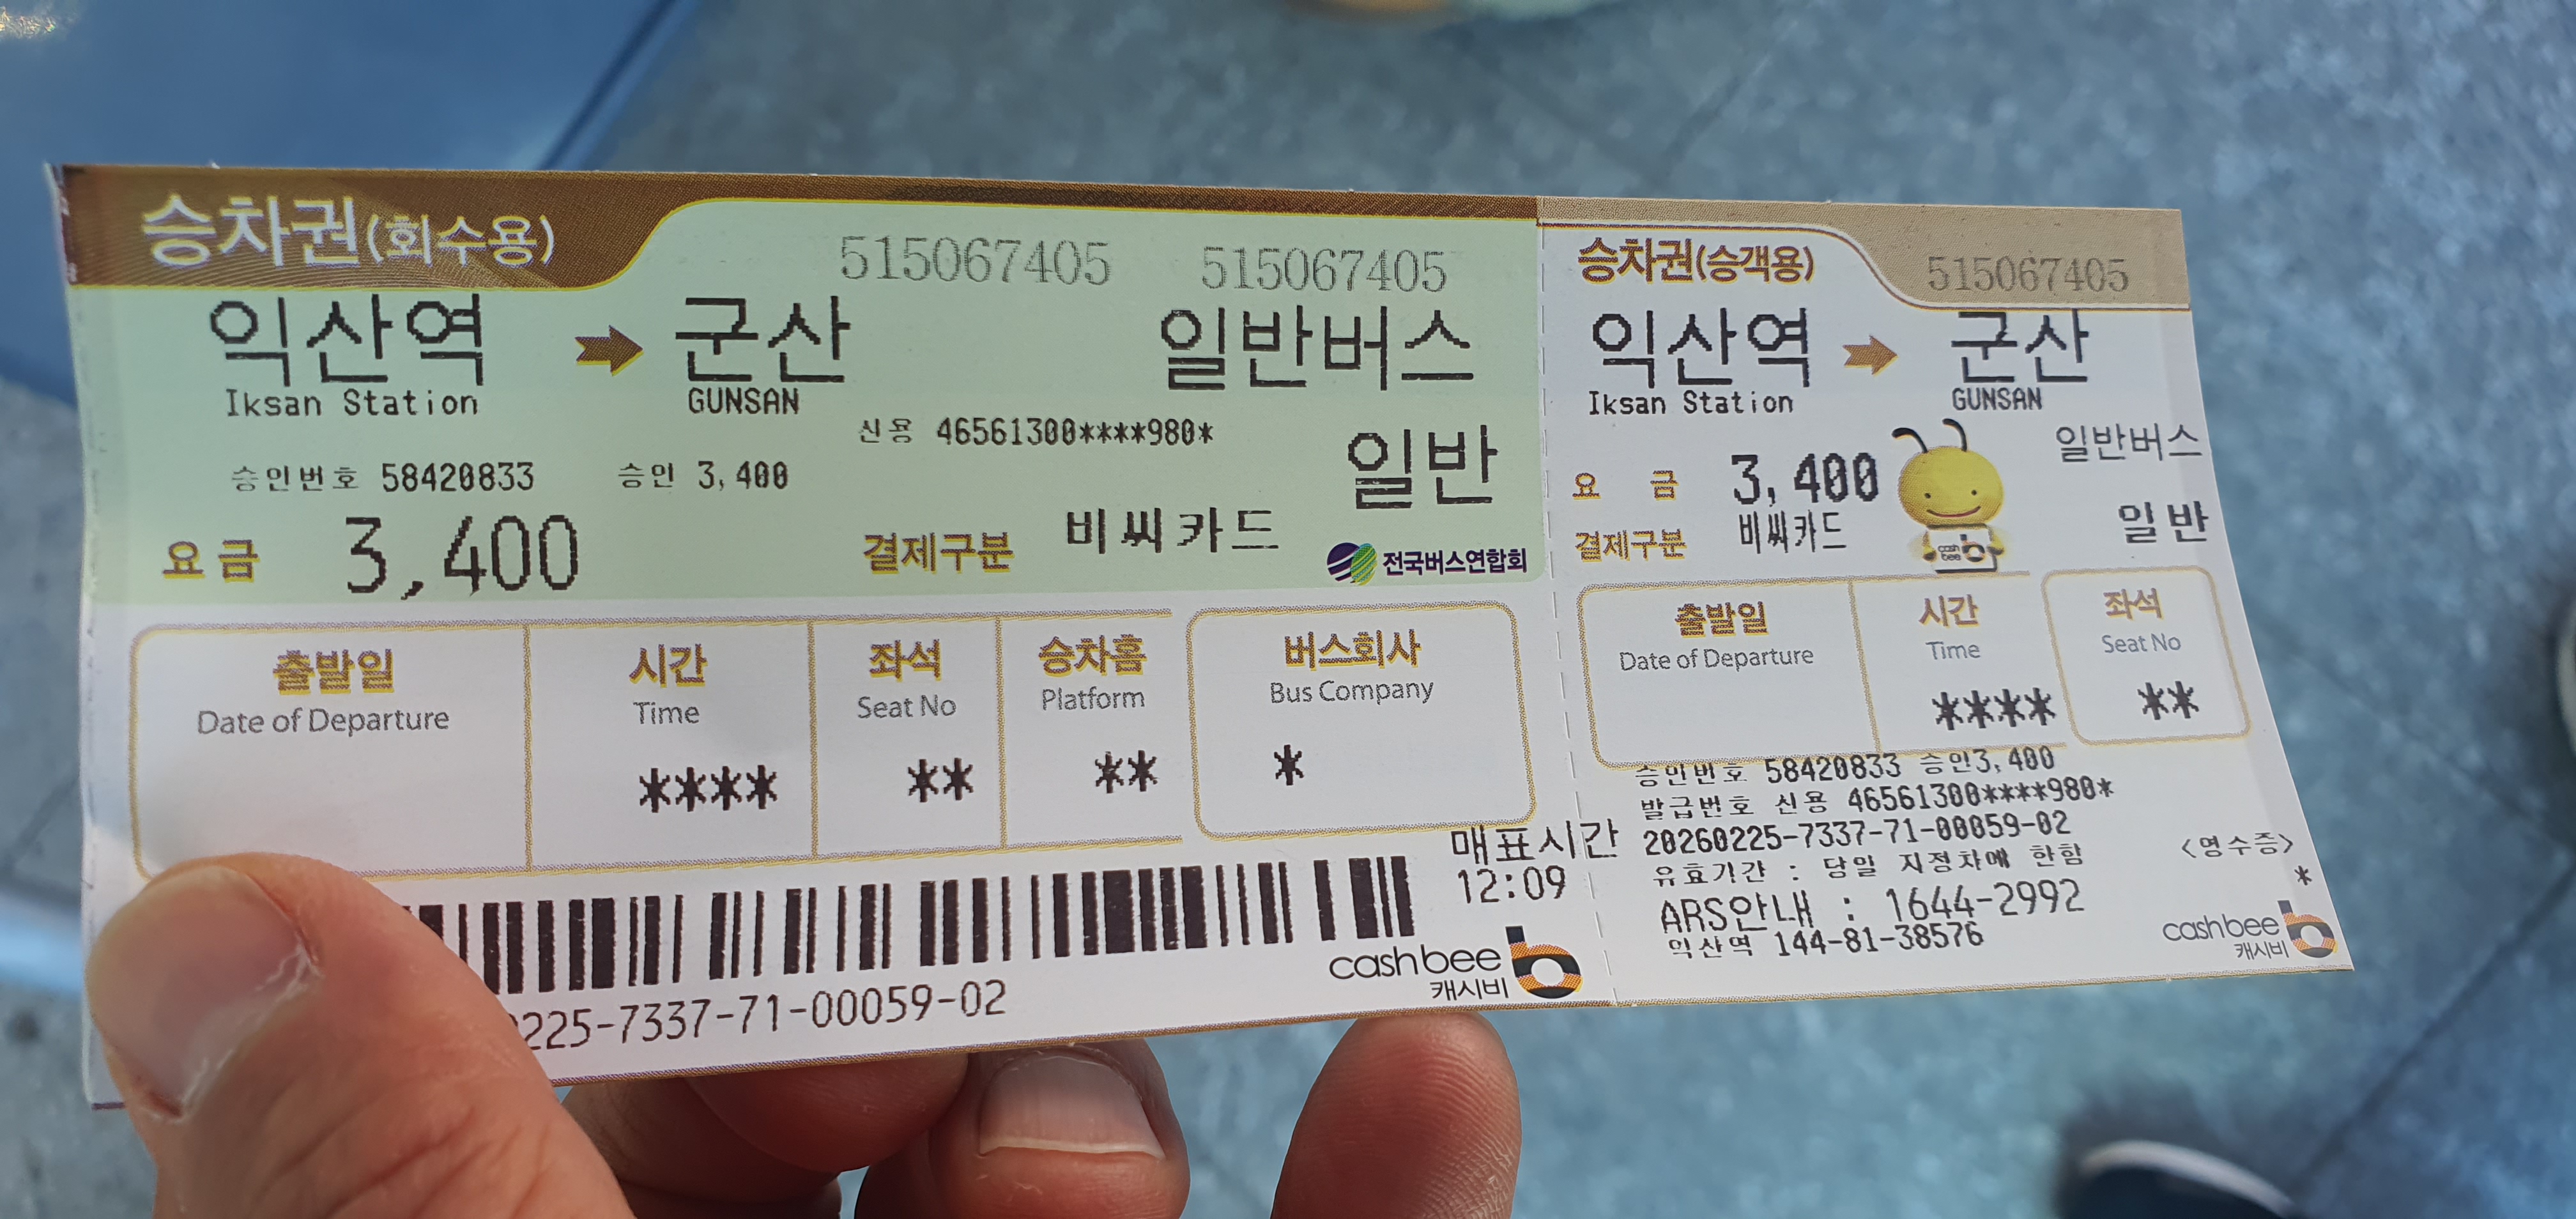 승차권(회수용)
515067405 515067405
익산역 군산 일반버스
Iksan Station GUNSAN
신용 46561300****980*
일반
승인번호 58420833 승인 3,400
요금 3,400 결제구분 비씨카드
전국버스연합회
출발일 시간 좌석 승차홈 버스회사
Date of Departure Time Seat No Platform Bus Company
**** ** ** *
매표시간
12:09
cashbee
캐시비
225-7337-71-00059-02
승차권(승객용)
515067405
익산역 군산
Iksan Station GUNSAN
일반버스
요 금 3,400
일반
결제구분 비씨카드
cash
bee
출발일 시간 좌석
Date of Departure Time Seat No
**** **
승인번호 58420833 승인3,400
발급번호 신용 46561300****980*
20260225-7337-71-00059-02
유효기간 : 당일 지정차에 한함
<영수증>
*
ARS안내 : 1644-2992
익산역 144-81-38576
cashbee
캐시비